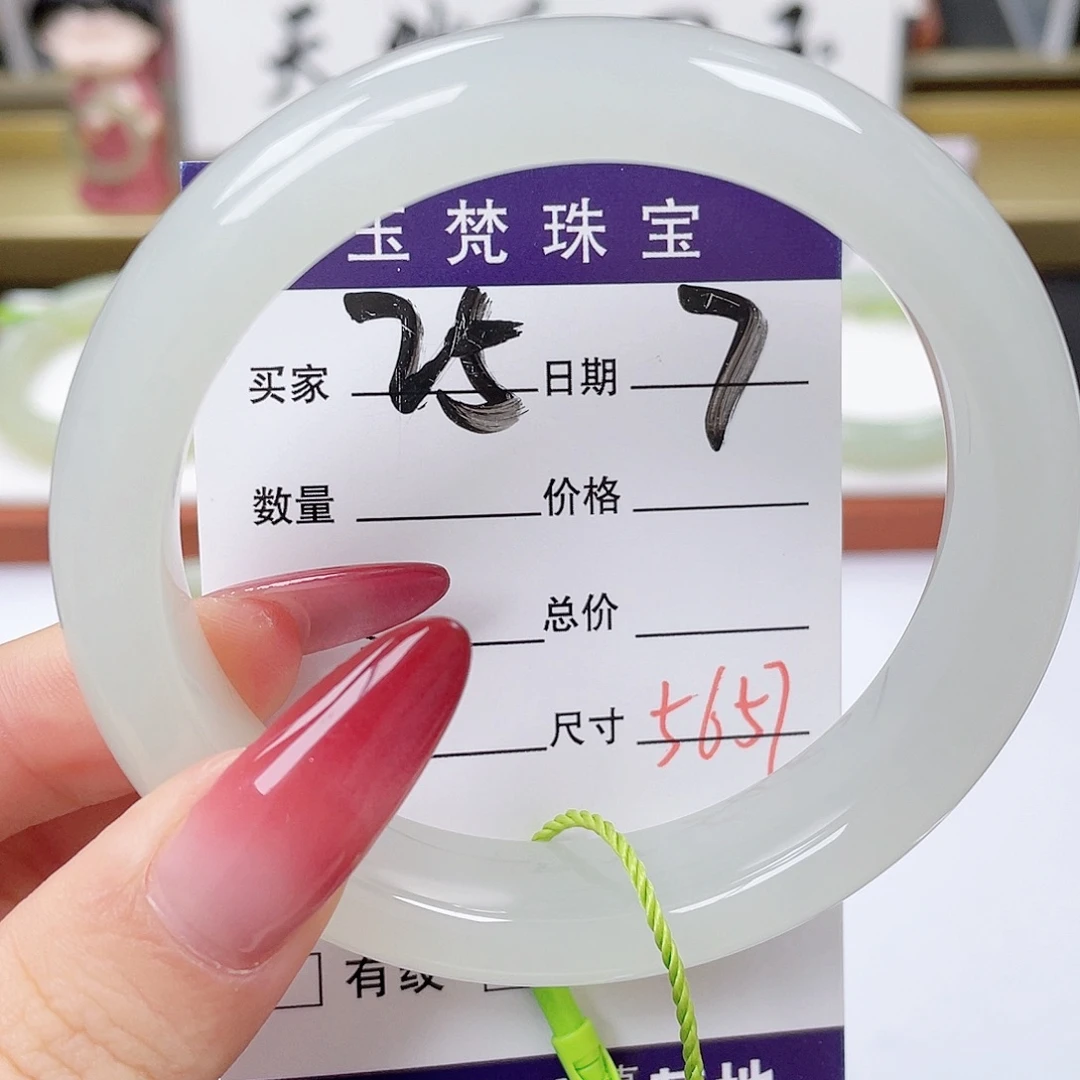 玉梵珠宝
买家 25 日期 7
数量 价格
总价
尺寸 5657
有纹